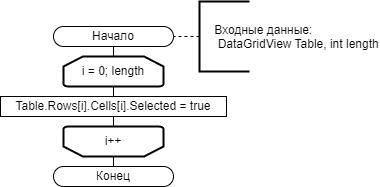 Начало
Входные данные:
DataGridView Table, int length
i = 0; length
Table.Rows[i].Cells[i].Selected = true
i++
Конец